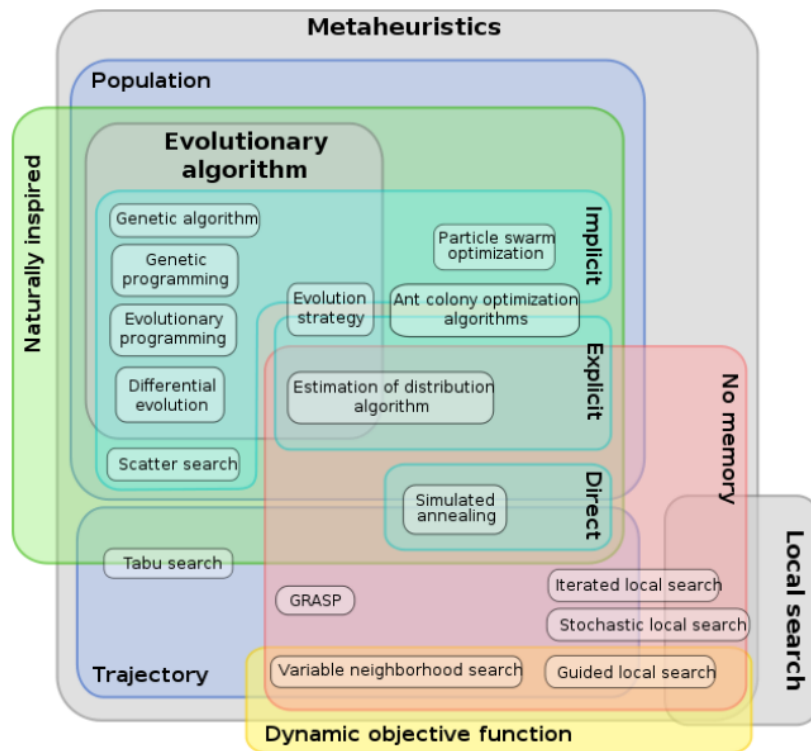 Metaheuristics
Population
Naturally inspired
Evolutionary
algorithm
Implicit
Genetic algorithm
Particle swarm
optimization
Genetic
programming
Evolution
strategy
Ant colony optimization
algorithms
Evolutionary
programming
Explicit
No memory
Differential
evolution
Estimation of distribution
algorithm
Scatter search
Direct
Simulated
annealing
Local search
Tabu search
GRASP
Iterated local search
Stochastic local search
Trajectory
Variable neighborhood search
Guided local search
Dynamic objective function